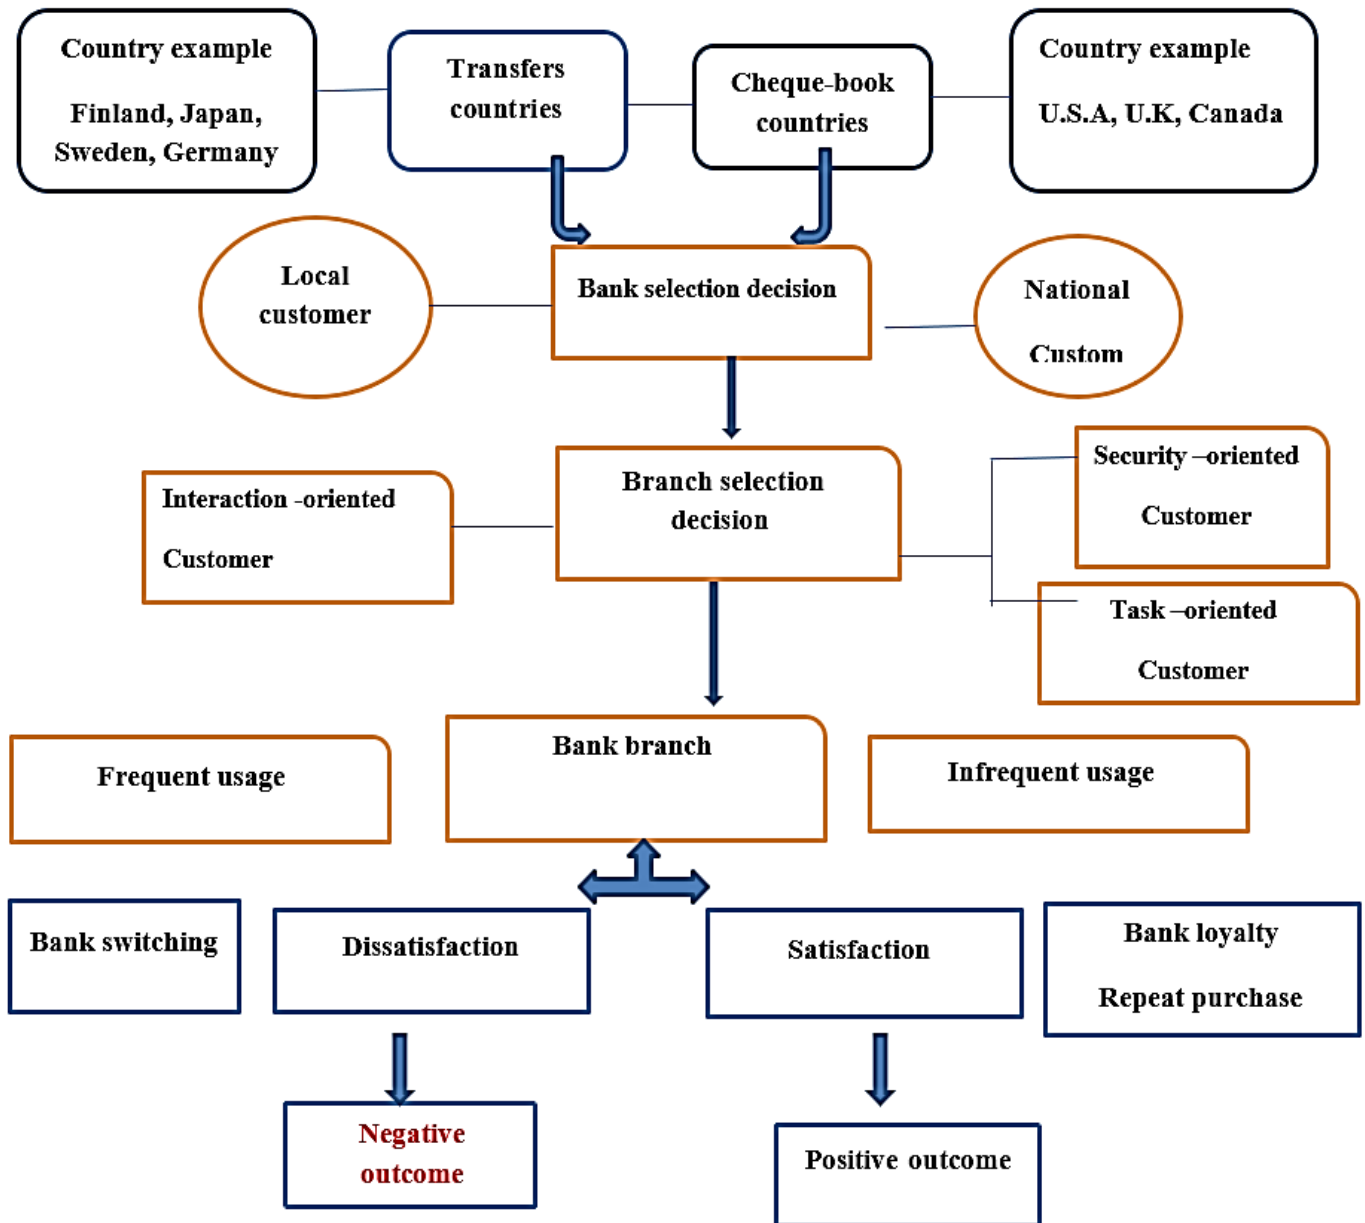 Country example
Finland, Japan,
Sweden, Germany
Transfers
countries
Cheque-book
countries
Country example
U.S.A, U.K, Canada
Local
customer
Bank selection decision
National
Custom
Interaction -oriented
Customer
Branch selection
decision
Security –oriented
Customer
Task –oriented
Customer
Frequent usage
Bank branch
Infrequent usage
Bank switching
Dissatisfaction
Satisfaction
Bank loyalty
Repeat purchase
Negative
outcome
Positive outcome